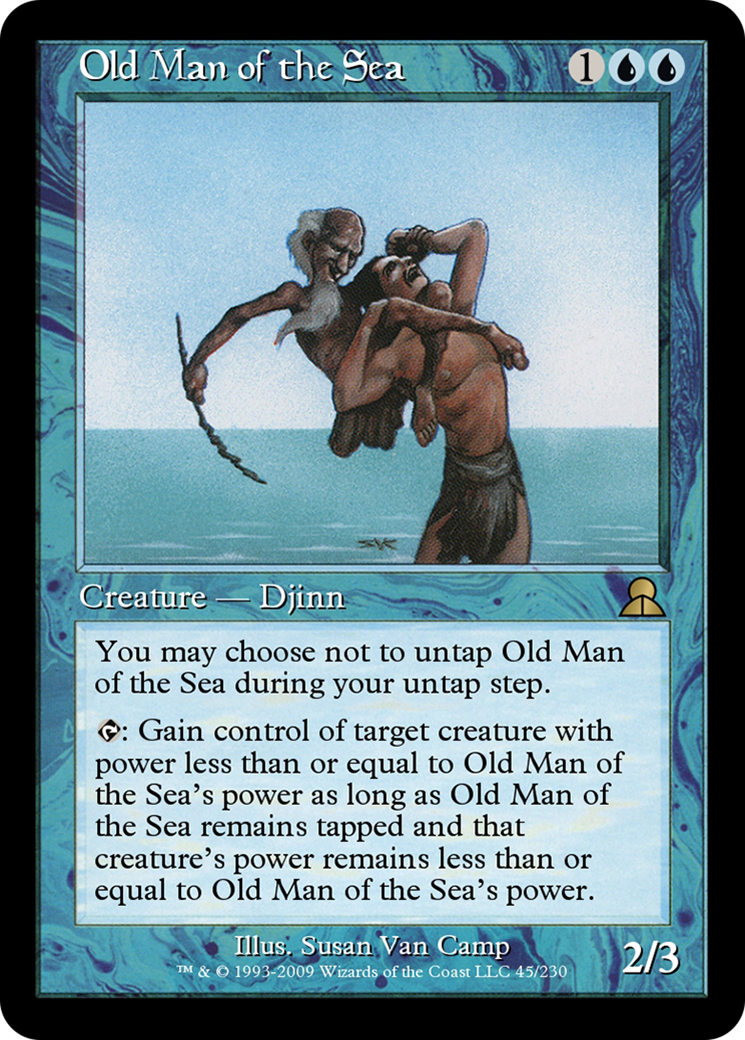 Old Man of the Sea 1
SVC
Creature — Djinn
You may choose not to untap Old Man
of the Sea during your untap step.
: Gain control of target creature with
power less than or equal to Old Man of
the Sea's power as long as Old Man of
the Sea remains tapped and that
creature's power remains less than or
equal to Old Man of the Sea's power.
Illus. Susan Van Camp
™ & © 1993-2009 Wizards of the Coast LLC 45/230
2/3